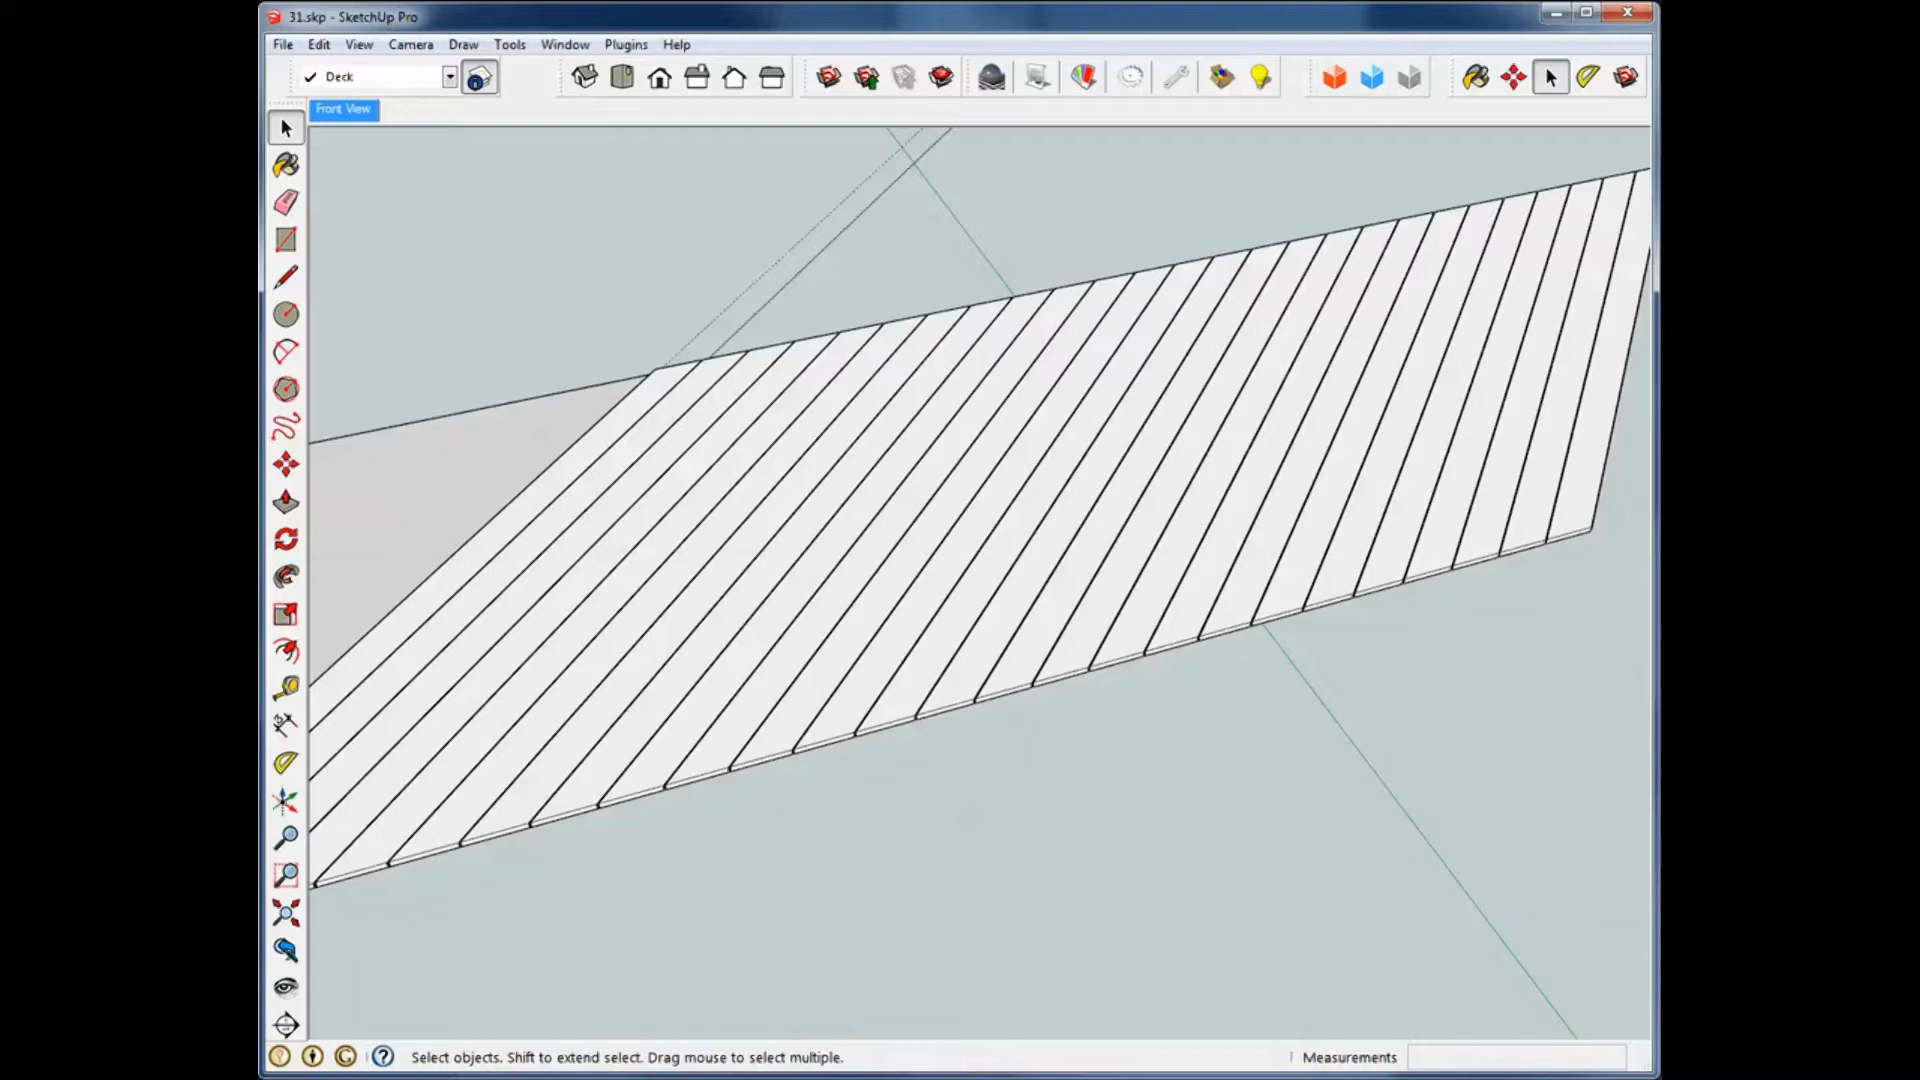 31.skp - SketchUp Pro
File Edit View Camera Draw Tools Window Plugins Help
Deck
Front View
Select objects. Shift to extend select. Drag mouse to select multiple.
Measurements